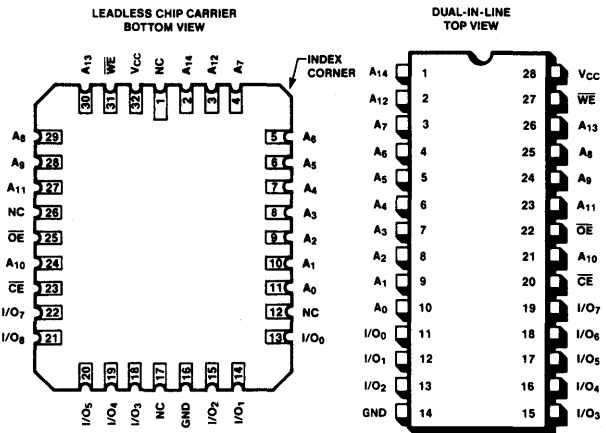 LEADLESS CHIP CARRIER
BOTTOM VIEW
A13 WE VCC NC A14 A12 A7
INDEX
CORNER
30 31 32 1 2 3 4
A8 29 5 A6
A9 28 6 A5
A11 27 7 A4
NC 26 8 A3
OE 25 9 A2
A10 24 10 A1
CE 23 11 A0
I/O7 22 12 NC
I/O8 21 13 I/O0
20 19 18 17 16 15 14
I/O5 I/O4 I/O3 NC GND I/O2 I/O1
DUAL-IN-LINE
TOP VIEW
A14 1 28 VCC
A12 2 27 WE
A7 3 26 A13
A6 4 25 A8
A5 5 24 A9
A4 6 23 A11
A3 7 22 OE
A2 8 21 A10
A1 9 20 CE
A0 10 19 I/O7
I/O0 11 18 I/O6
I/O1 12 17 I/O5
I/O2 13 16 I/O4
GND 14 15 I/O3